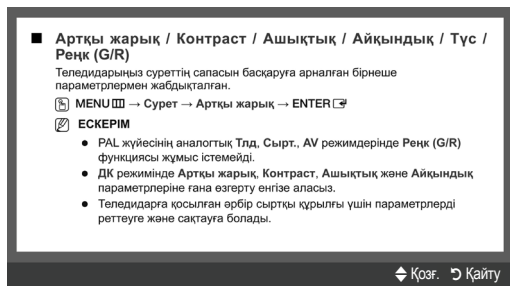 ■ Артқы жарық / Контраст / Ашықтық / Айқындық / Түс /
Реңк (G/R)
Теледидарыңыз суреттің сапасын басқаруға арналған бірнеше
параметрлермен жабдықталған.
MENU → Сурет → Артқы жарық → ENTER
ЕСКЕРІМ
● PAL жүйесінің аналогтық Тлд, Сырт., AV режимдерінде Реңк (G/R)
функциясы жұмыс істемейді.
● ДК режимінде Артқы жарық, Контраст, Ашықтық және Айқындық
параметрлеріне ғана өзгерту енгізе аласыз.
● Теледидарға қосылған әрбір сыртқы құрылғы үшін параметрлерді
реттеуге және сақтауға болады.
Қозғ. Қайту